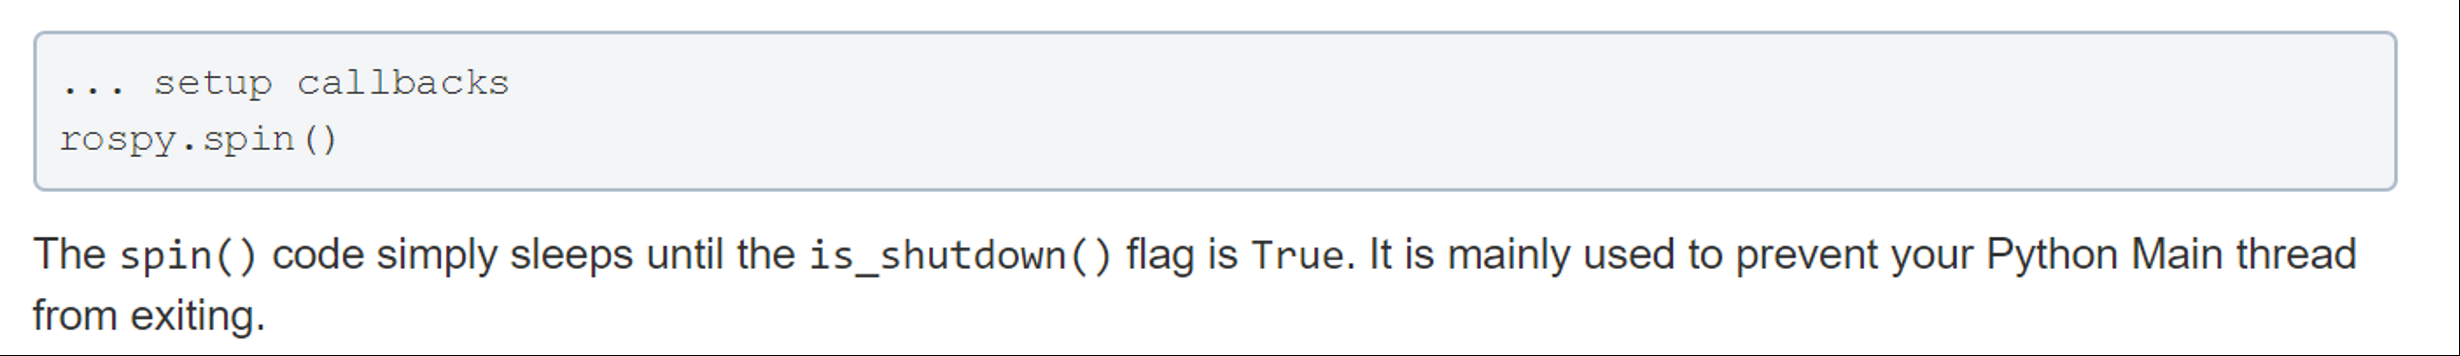 ... setup callbacks
rospy.spin()
The spin() code simply sleeps until the is_shutdown() flag is True. It is mainly used to prevent your Python Main thread
from exiting.